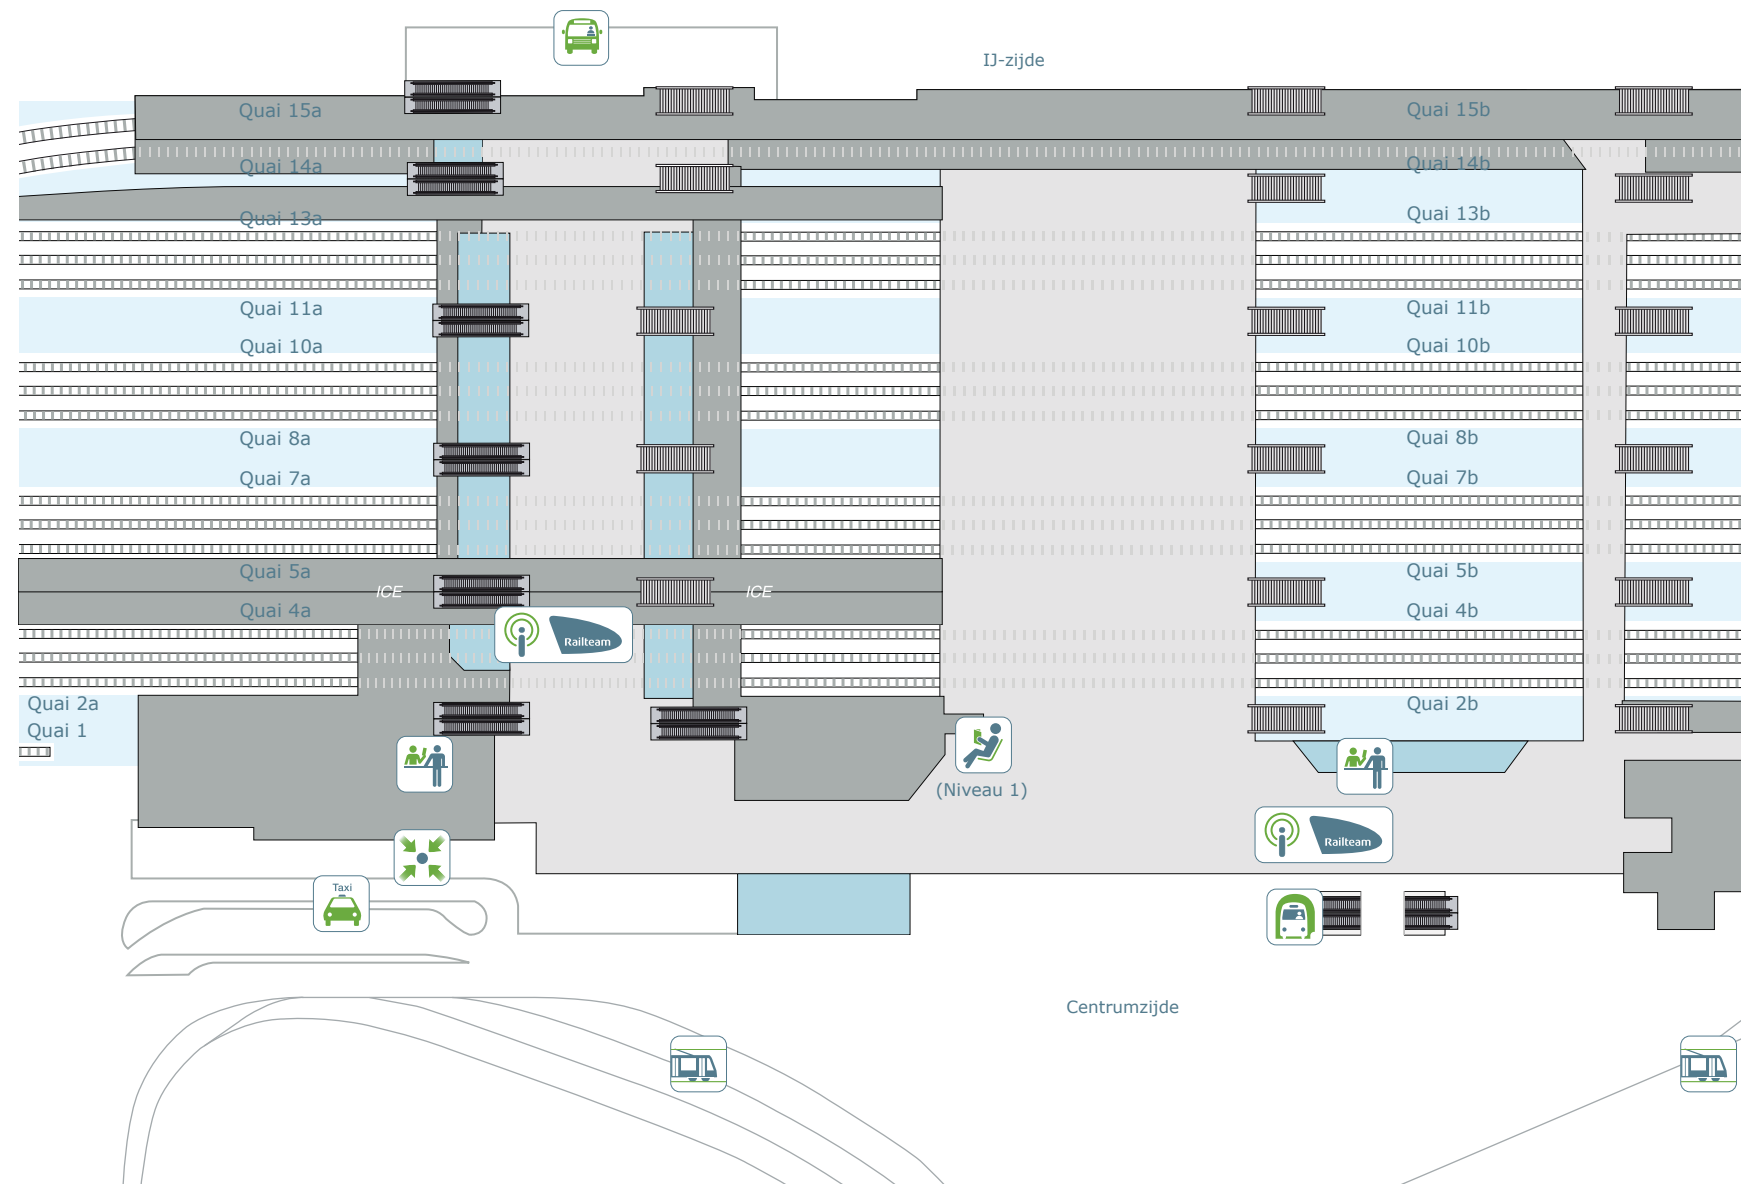 IJ-zijde
Quai 15a
Quai 15b
Quai 14a
Quai 14b
Quai 13a
Quai 13b
Quai 11a
Quai 11b
Quai 10a
Quai 10b
Quai 8a
Quai 8b
Quai 7a
Quai 7b
Quai 5a
Quai 5b
ICE
ICE
Quai 4a
Quai 4b
Railteam
Quai 2a
Quai 2b
Quai 1
(Niveau 1)
Railteam
Taxi
Centrumzijde